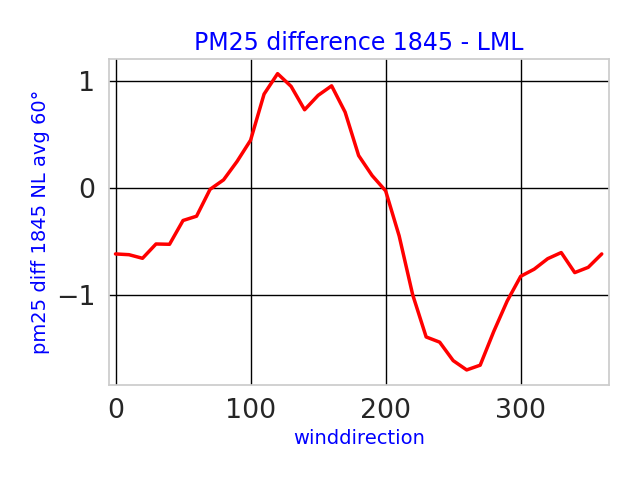 PM25 difference 1845 - LML
pm25 diff 1845 NL avg 60°
1
0
−1
0 100 200 300
winddirection